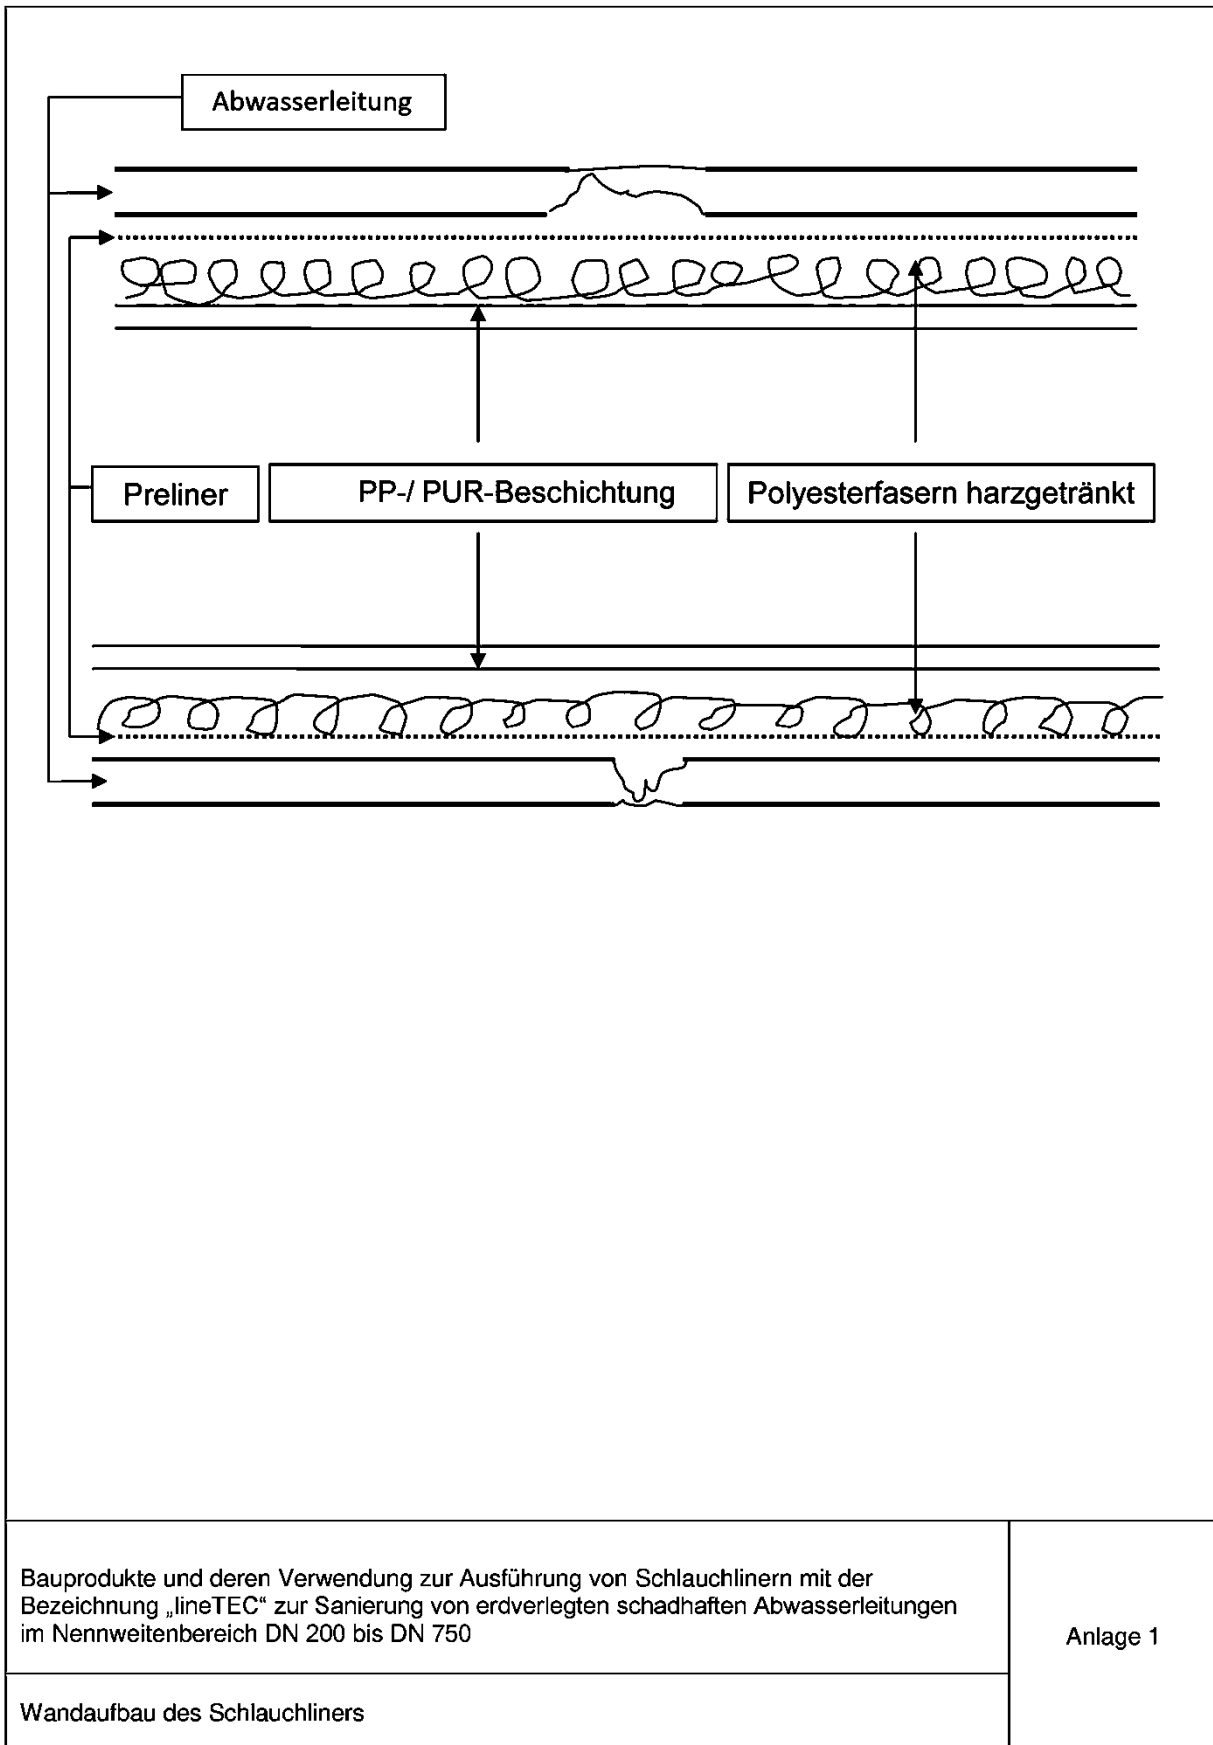 Abwasserleitung
Preliner
PP-/ PUR-Beschichtung
Polyesterfasern harzgetränkt
Bauprodukte und deren Verwendung zur Ausführung von Schlauchlinern mit der
Bezeichnung „lineTEC“ zur Sanierung von erdverlegten schadhaften Abwasserleitungen
im Nennweitenbereich DN 200 bis DN 750
Anlage 1
Wandaufbau des Schlauchliners